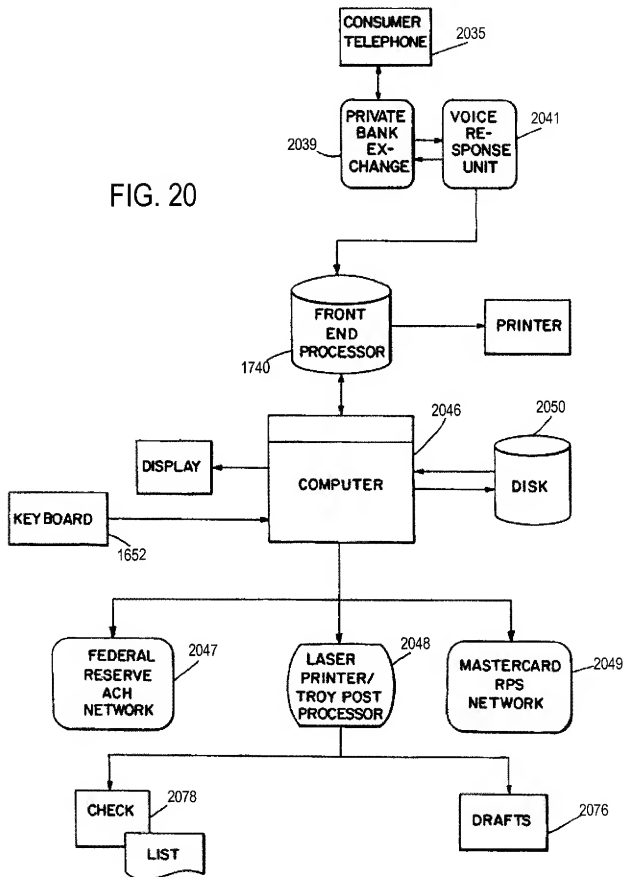 CONSUMER
TELEPHONE
2035
PRIVATE
BANK
EX-
CHANGE
2039
VOICE
RE-
SPONSE
UNIT
2041
FIG. 20
FRONT
END
PROCESSOR
1740
PRINTER
2046
2050
DISPLAY
COMPUTER
DISK
KEYBOARD
1652
FEDERAL
RESERVE
ACH
NETWORK
2047
LASER
PRINTER/
TROY POST
PROCESSOR
2048
MASTERCARD
RPS
NETWORK
2049
CHECK
2078
LIST
DRAFTS
2076